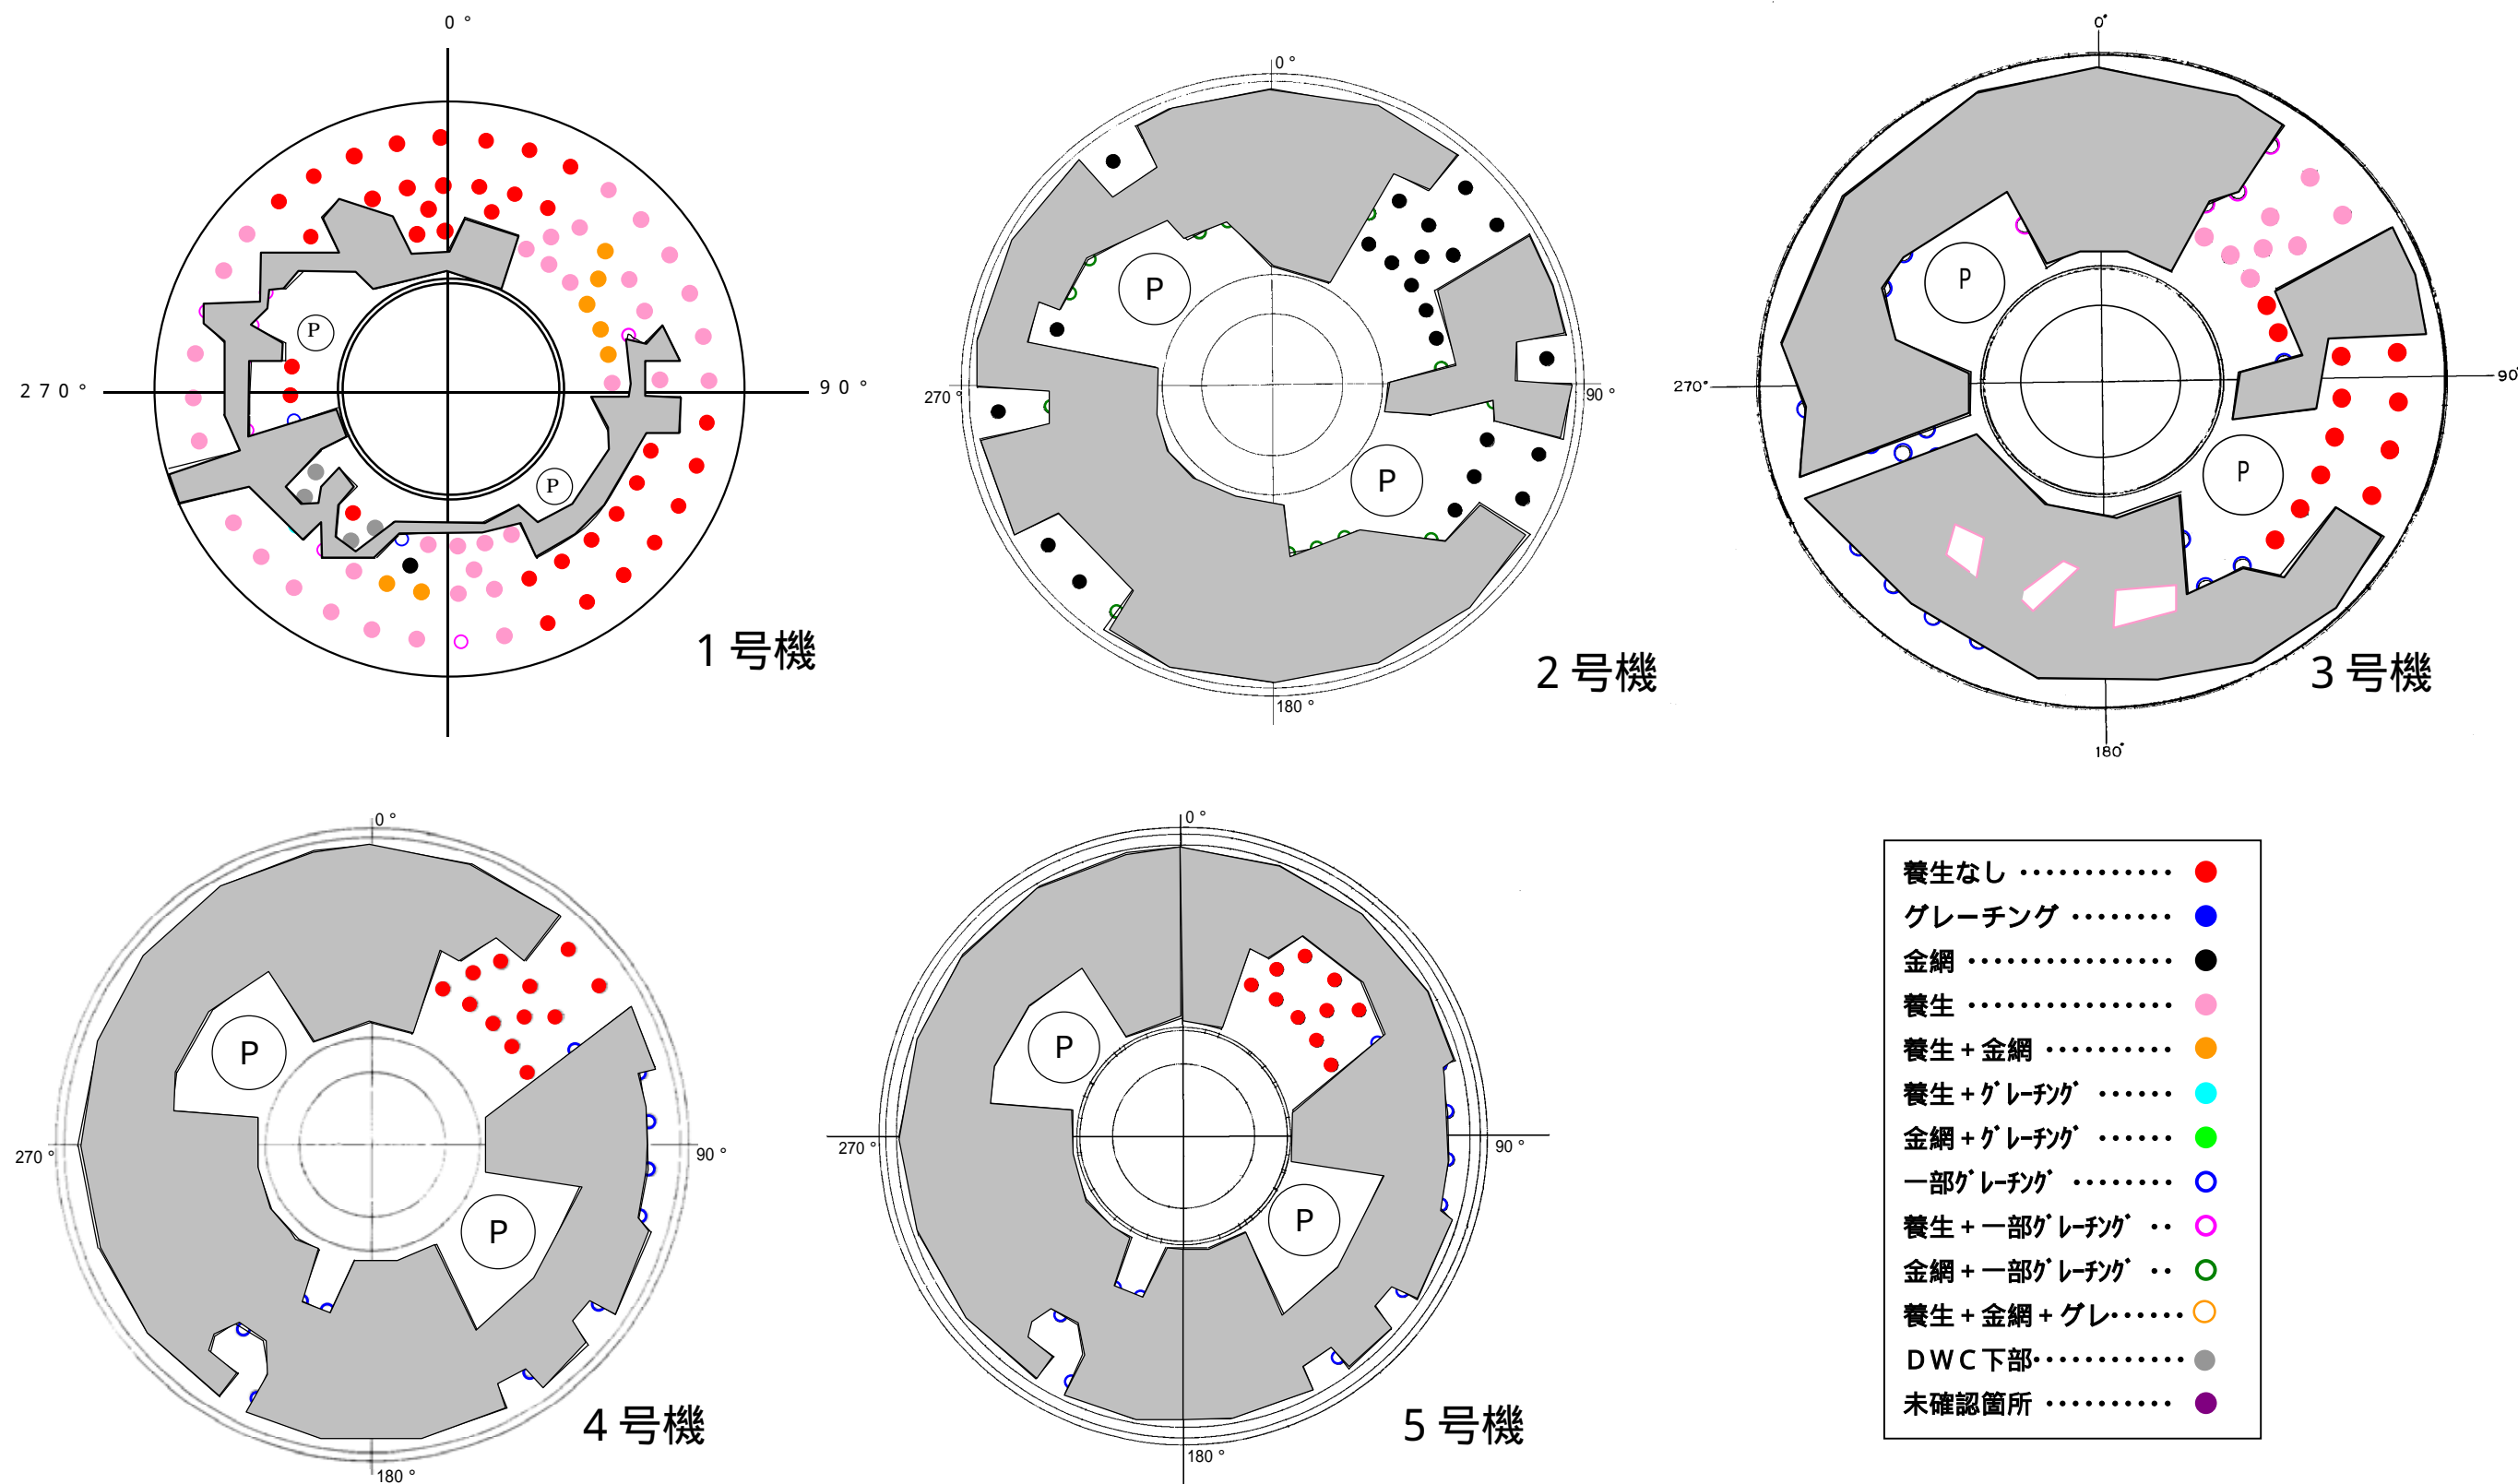 0°
270°
90°
P
P
1号機
0°
270°
90°
180°
P
P
2号機
0°
270°
90°
180°
P
P
3号機
0°
270°
90°
180°
P
P
4号機
0°
270°
90°
180°
P
P
5号機
養生なし ············
グレーチング ········
金網 ················
養生 ················
養生+金網 ··········
養生+グレーチング ······
金網+グレーチング ······
一部グレーチング ········
養生+一部グレーチング ··
金網+一部グレーチング ··
養生+金網+グレ······
DWC下部············
未確認箇所 ··········